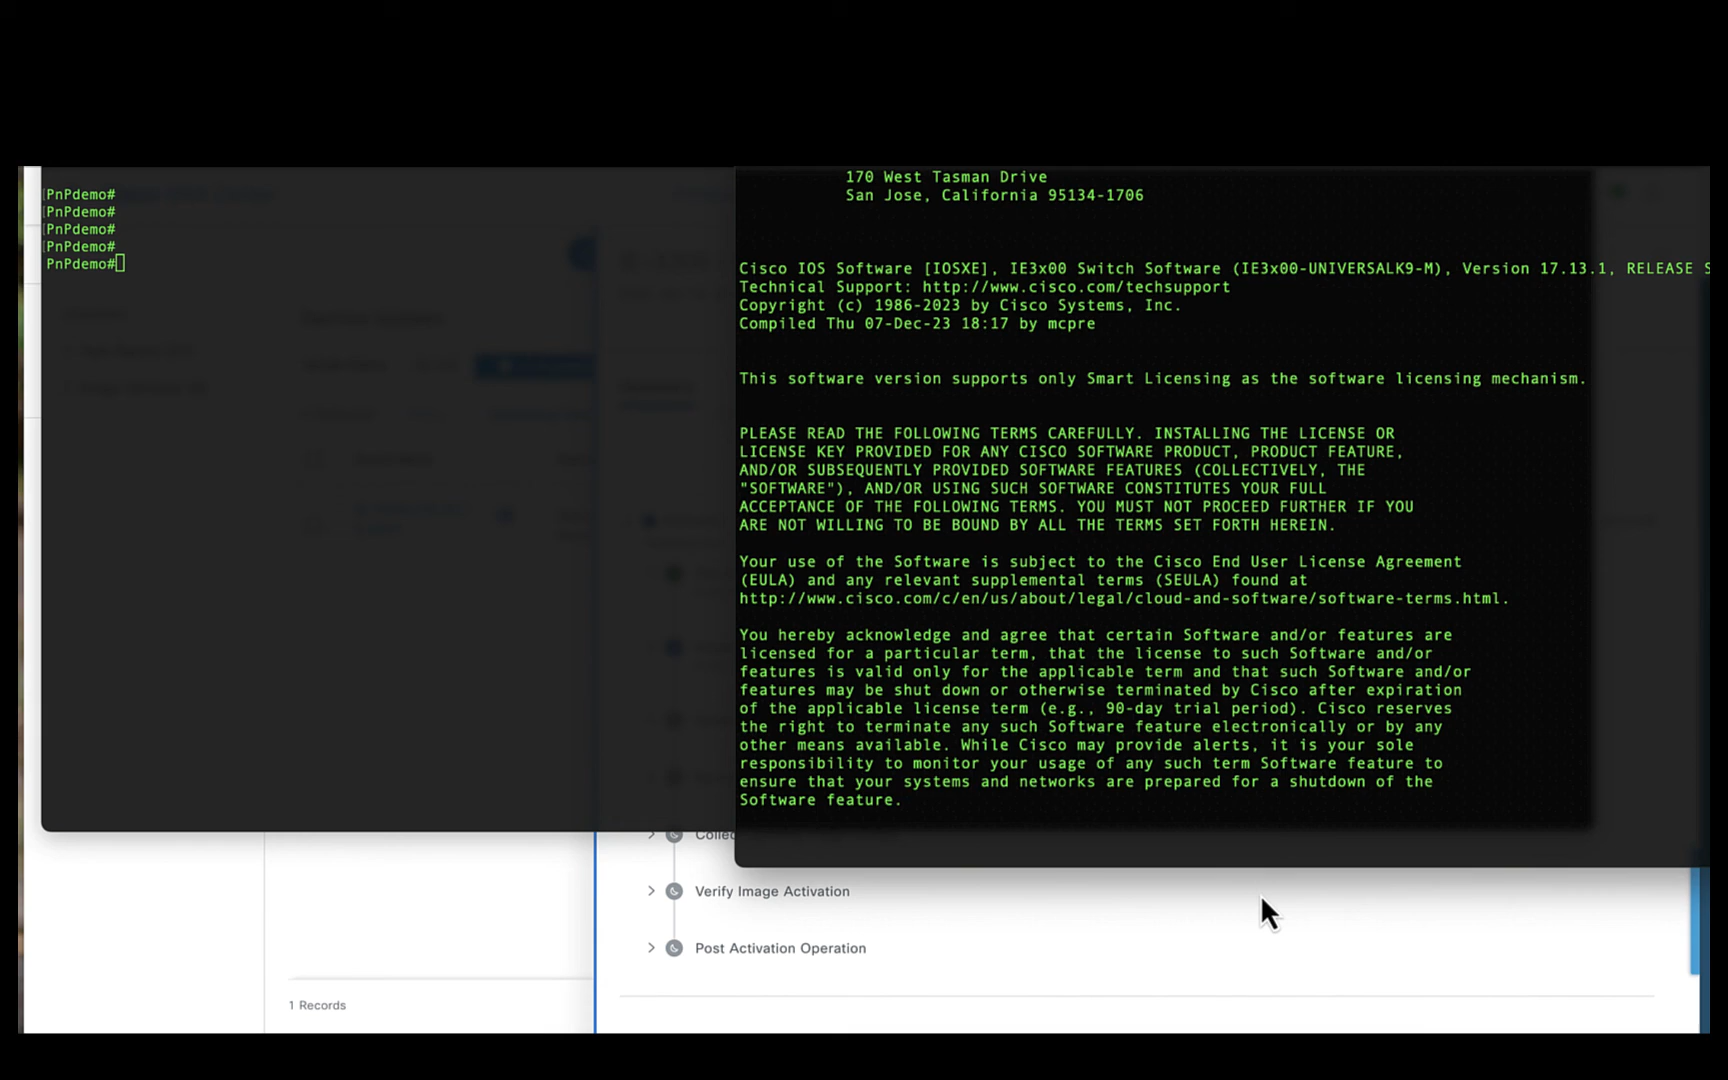 [PnPdemo#
[PnPdemo#
[PnPdemo#
[PnPdemo#
PnPdemo#
170 West Tasman Drive
San Jose, California 95134-1706
Cisco IOS Software [IOSXE], IE3x00 Switch Software (IE3x00-UNIVERSALK9-M), Version 17.13.1, RELEASE S
Technical Support: http://www.cisco.com/techsupport
Copyright (c) 1986-2023 by Cisco Systems, Inc.
Compiled Thu 07-Dec-23 18:17 by mcpre
This software version supports only Smart Licensing as the software licensing mechanism.
PLEASE READ THE FOLLOWING TERMS CAREFULLY. INSTALLING THE LICENSE OR
LICENSE KEY PROVIDED FOR ANY CISCO SOFTWARE PRODUCT, PRODUCT FEATURE,
AND/OR SUBSEQUENTLY PROVIDED SOFTWARE FEATURES (COLLECTIVELY, THE
"SOFTWARE"), AND/OR USING SUCH SOFTWARE CONSTITUTES YOUR FULL
ACCEPTANCE OF THE FOLLOWING TERMS. YOU MUST NOT PROCEED FURTHER IF YOU
ARE NOT WILLING TO BE BOUND BY ALL THE TERMS SET FORTH HEREIN.
Your use of the Software is subject to the Cisco End User License Agreement
(EULA) and any relevant supplemental terms (SEULA) found at
http://www.cisco.com/c/en/us/about/legal/cloud-and-software/software-terms.html.
You hereby acknowledge and agree that certain Software and/or features are
licensed for a particular term, that the license to such Software and/or
features is valid only for the applicable term and that such Software and/or
features may be shut down or otherwise terminated by Cisco after expiration
of the applicable license term (e.g., 90-day trial period). Cisco reserves
the right to terminate any such Software feature electronically or by any
other means available. While Cisco may provide alerts, it is your sole
responsibility to monitor your usage of any such term Software feature to
ensure that your systems and networks are prepared for a shutdown of the
Software feature.
Collec
Verify Image Activation
Post Activation Operation
1 Records